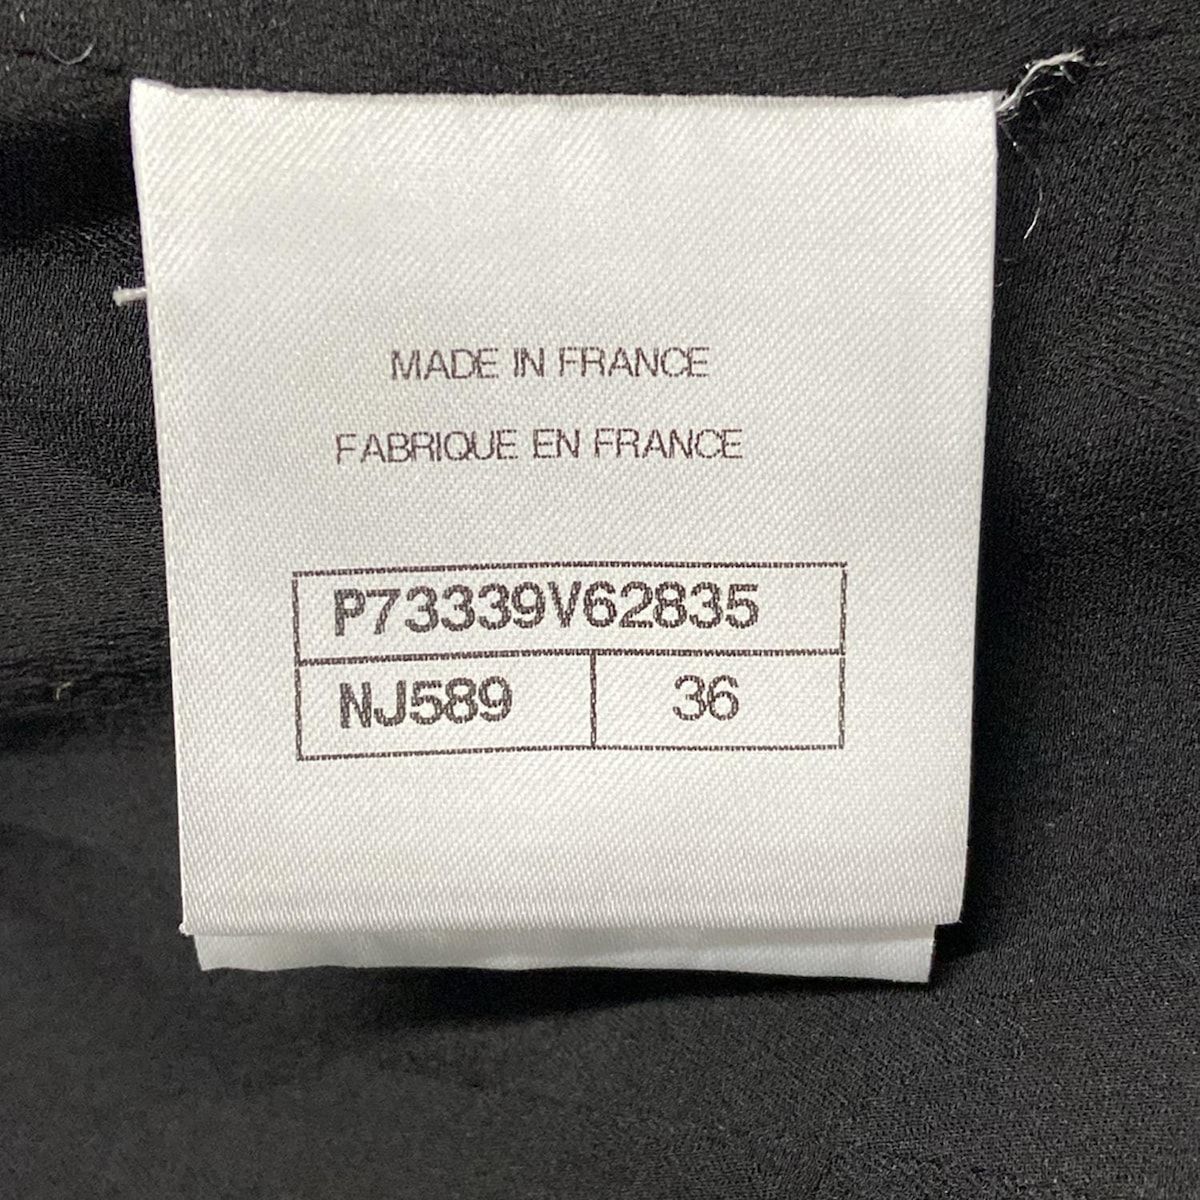 MADE IN FRANCE
FABRIQUE EN FRANCE
P73339V62835
NJ589 36